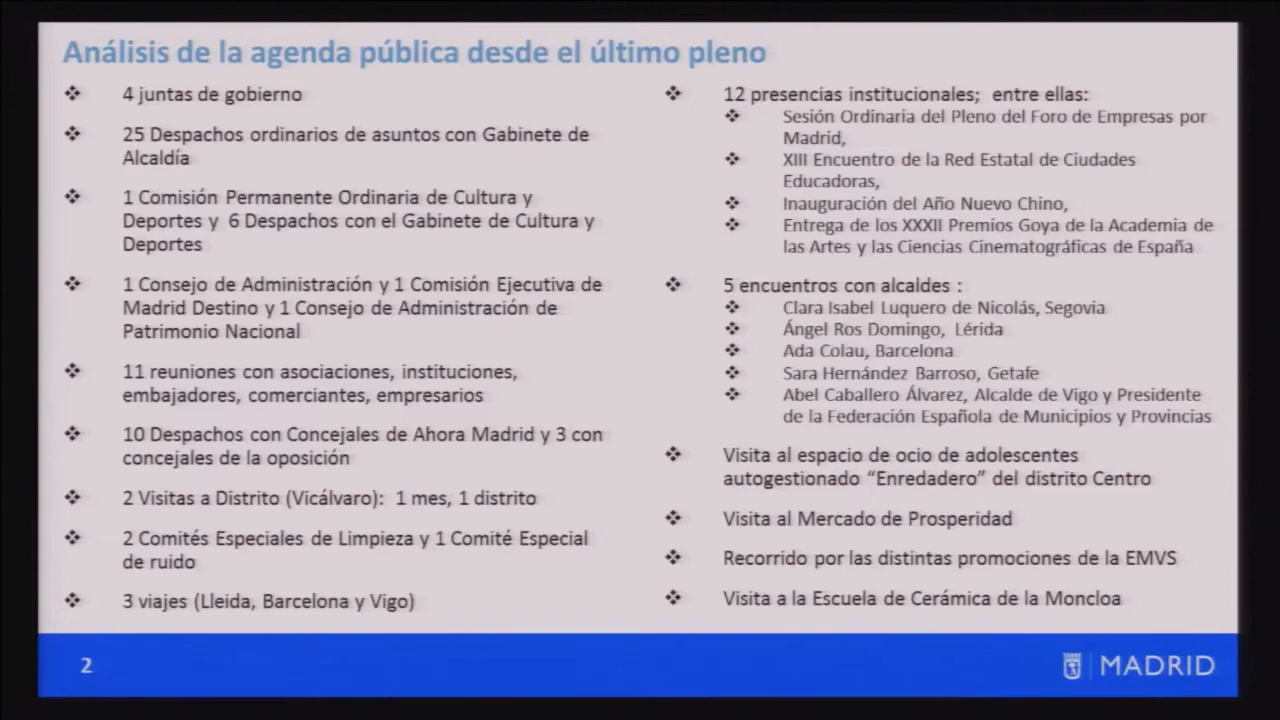 Análisis de la agenda pública desde el último pleno
❖ 4 juntas de gobierno
❖ 25 Despachos ordinarios de asuntos con Gabinete de
Alcaldía
❖ 1 Comisión Permanente Ordinaria de Cultura y
Deportes y 6 Despachos con el Gabinete de Cultura y
Deportes
❖ 1 Consejo de Administración y 1 Comisión Ejecutiva de
Madrid Destino y 1 Consejo de Administración de
Patrimonio Nacional
❖ 11 reuniones con asociaciones, instituciones,
embajadores, comerciantes, empresarios
❖ 10 Despachos con Concejales de Ahora Madrid y 3 con
concejales de la oposición
❖ 2 Visitas a Distrito (Vicálvaro): 1 mes, 1 distrito
❖ 2 Comités Especiales de Limpieza y 1 Comité Especial
de ruido
❖ 3 viajes (Lleida, Barcelona y Vigo)
❖ 12 presencias institucionales; entre ellas:
❖ Sesión Ordinaria del Pleno del Foro de Empresas por
Madrid,
❖ XIII Encuentro de la Red Estatal de Ciudades
Educadoras,
❖ Inauguración del Año Nuevo Chino,
❖ Entrega de los XXXII Premios Goya de la Academia de
las Artes y las Ciencias Cinematográficas de España
❖ 5 encuentros con alcaldes :
❖ Clara Isabel Luquero de Nicolás, Segovia
❖ Ángel Ros Domingo, Lérida
❖ Ada Colau, Barcelona
❖ Sara Hernández Barroso, Getafe
❖ Abel Caballero Álvarez, Alcalde de Vigo y Presidente
de la Federación Española de Municipios y Provincias
❖ Visita al espacio de ocio de adolescentes
autogestionado “Enredadero” del distrito Centro
❖ Visita al Mercado de Prosperidad
❖ Recorrido por las distintas promociones de la EMVS
❖ Visita a la Escuela de Cerámica de la Moncloa
2
MADRID